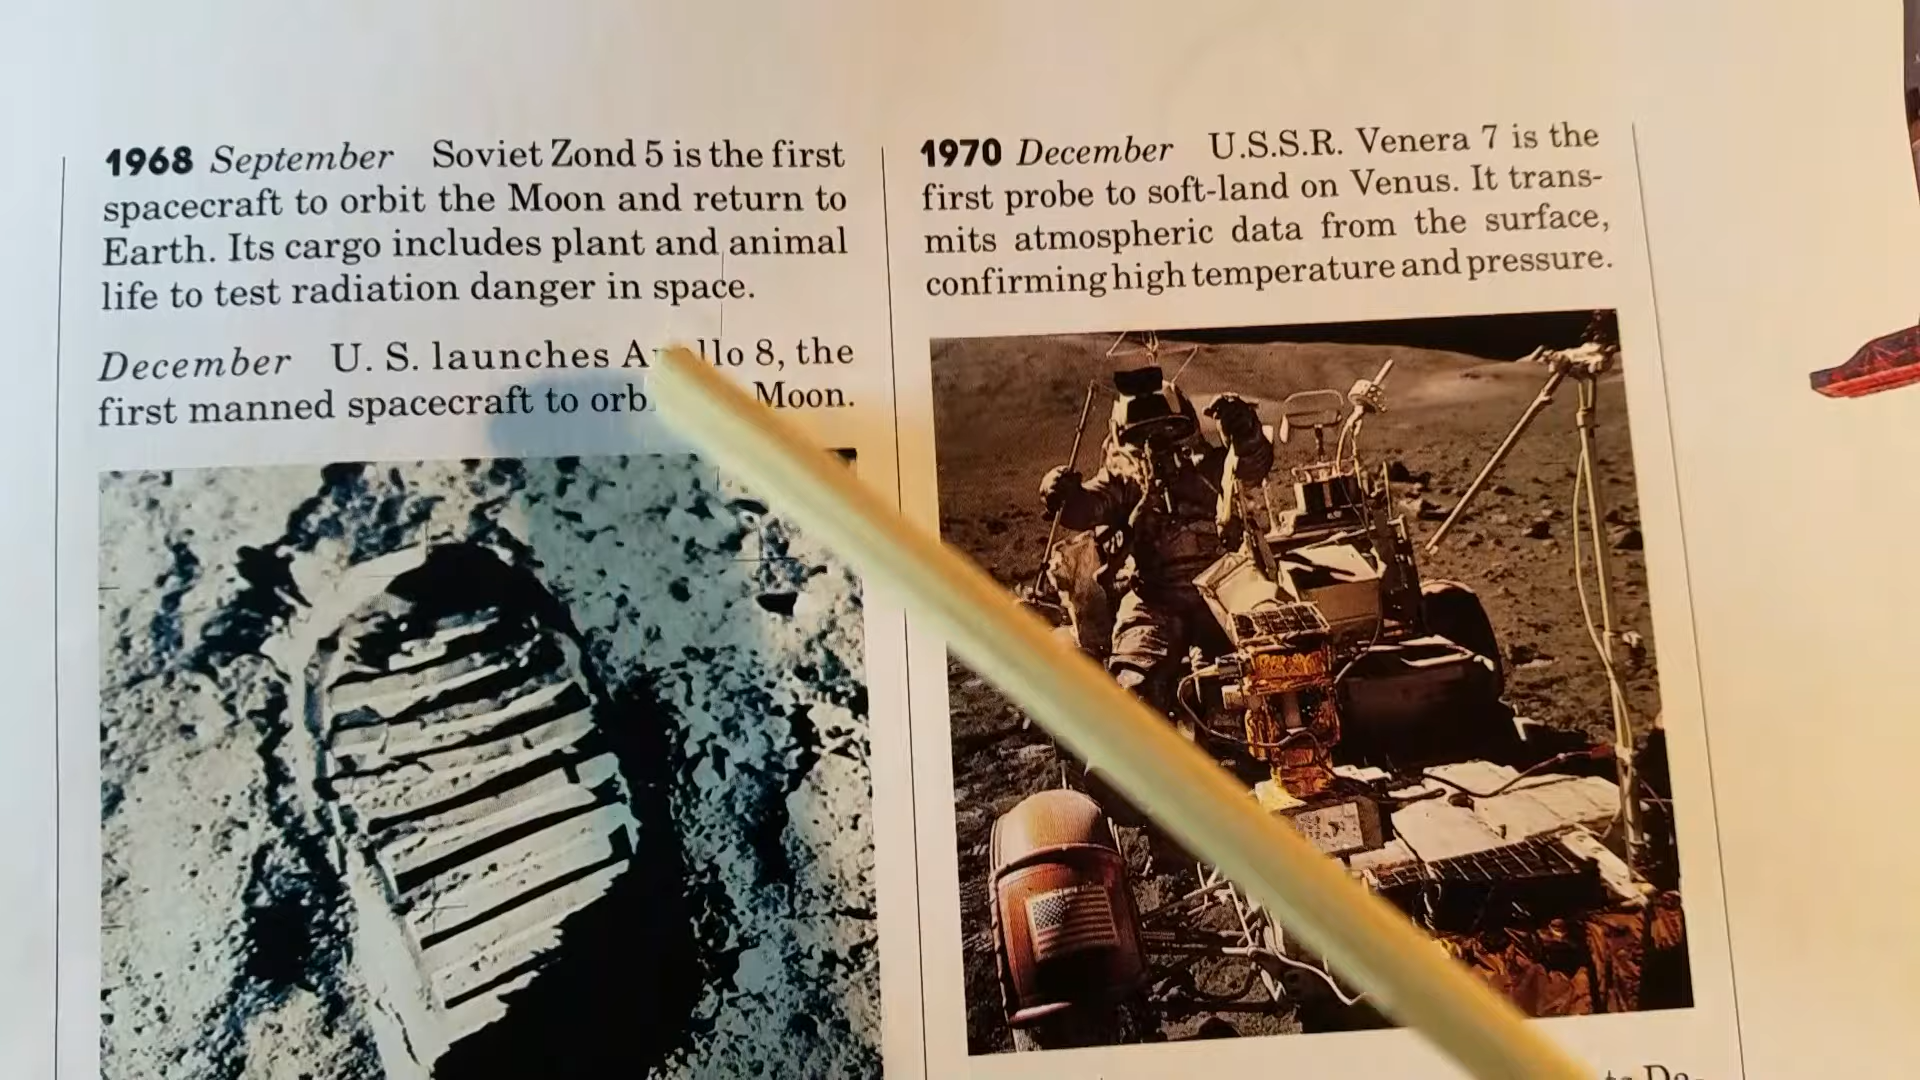 1968 September Soviet Zond 5 is the first
spacecraft to orbit the Moon and return to
Earth. Its cargo includes plant and animal
life to test radiation danger in space.
December U. S. launches 8, the
first manned spacecraft to Moon.
1970 December U.S.S.R. Venera 7 is the
first probe to soft-land on Venus. It trans-
mits atmospheric data from the surface,
confirming high temperature and pressure.